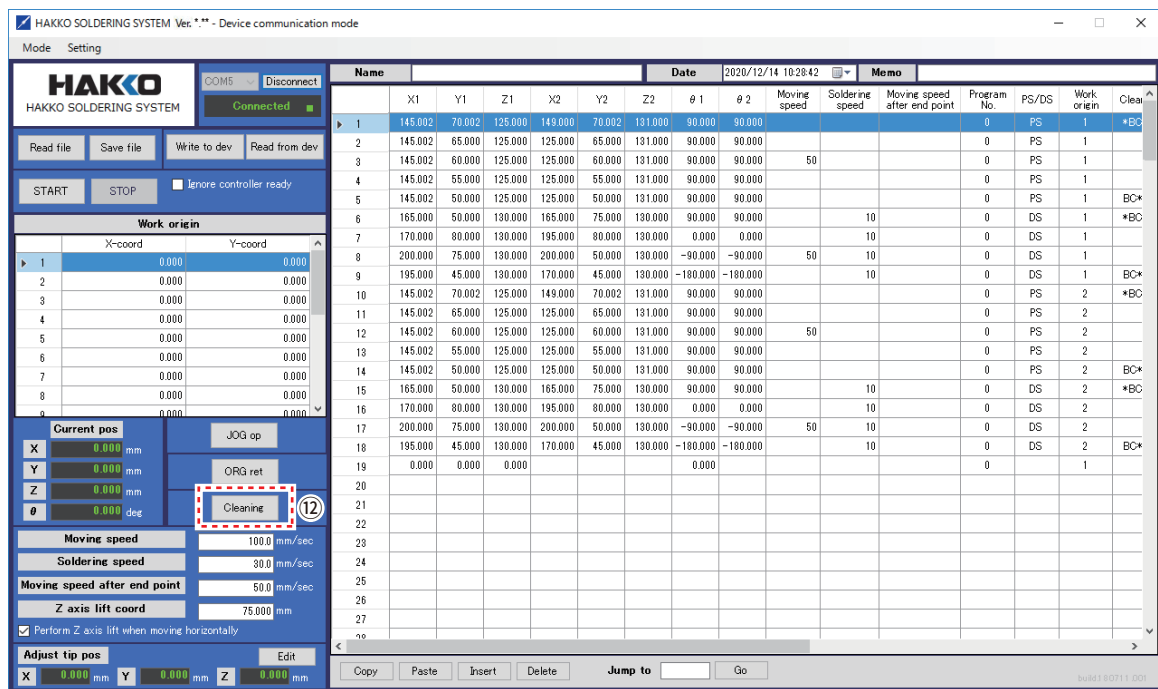 HAKKO SOLDERING SYSTEM Ver. *.** - Device communication mode
Mode Setting
HAKKO
HAKKO SOLDERING SYSTEM
COM5 Disconnect
Connected
Read file Save file Write to dev Read from dev
START STOP Ignore controller ready
Work origin
X-coord Y-coord
1 0.000 0.000
2 0.000 0.000
3 0.000 0.000
4 0.000 0.000
5 0.000 0.000
6 0.000 0.000
7 0.000 0.000
8 0.000 0.000
9 0.000 0.000
Current pos
X 0.000 mm
Y 0.000 mm
Z 0.000 mm
θ 0.000 deg
JOG op
ORG ret
Cleaning ⑫
Moving speed 100.0 mm/sec
Soldering speed 30.0 mm/sec
Moving speed after end point 50.0 mm/sec
Z axis lift coord 75.000 mm
Perform Z axis lift when moving horizontally
Adjust tip pos Edit
X 0.000 mm Y 0.000 mm Z 0.000 mm
Name Date 2020/12/14 10:28:42 Memo
X1 Y1 Z1 X2 Y2 Z2 θ 1 θ 2 Moving speed Soldering speed Moving speed after end point Program No. PS/DS Work origin Clear
1 145.002 70.002 125.000 149.000 70.002 131.000 90.000 90.000 0 PS 1 *BC
2 145.002 65.000 125.000 125.000 65.000 131.000 90.000 90.000 0 PS 1
3 145.002 60.000 125.000 125.000 60.000 131.000 90.000 90.000 50 0 PS 1
4 145.002 55.000 125.000 125.000 55.000 131.000 90.000 90.000 0 PS 1
5 145.002 50.000 125.000 125.000 50.000 131.000 90.000 90.000 0 PS 1 BC*
6 165.000 50.000 130.000 165.000 75.000 130.000 90.000 90.000 10 0 DS 1 *BC
7 170.000 80.000 130.000 195.000 80.000 130.000 0.000 0.000 10 0 DS 1
8 200.000 75.000 130.000 200.000 50.000 130.000 -90.000 -90.000 50 10 0 DS 1
9 195.000 45.000 130.000 170.000 45.000 130.000 -180.000 -180.000 10 0 DS 1 BC*
10 145.002 70.002 125.000 149.000 70.002 131.000 90.000 90.000 0 PS 2 *BC
11 145.002 65.000 125.000 125.000 65.000 131.000 90.000 90.000 0 PS 2
12 145.002 60.000 125.000 125.000 60.000 131.000 90.000 90.000 50 0 PS 2
13 145.002 55.000 125.000 125.000 55.000 131.000 90.000 90.000 0 PS 2
14 145.002 50.000 125.000 125.000 50.000 131.000 90.000 90.000 0 PS 2 BC*
15 165.000 50.000 130.000 165.000 75.000 130.000 90.000 90.000 10 0 DS 2 *BC
16 170.000 80.000 130.000 195.000 80.000 130.000 0.000 0.000 10 0 DS 2
17 200.000 75.000 130.000 200.000 50.000 130.000 -90.000 -90.000 50 10 0 DS 2
18 195.000 45.000 130.000 170.000 45.000 130.000 -180.000 -180.000 10 0 DS 2 BC*
19 0.000 0.000 0.000 0.000 0 1
20
21
22
23
24
25
26
27
28
Copy Paste Insert Delete Jump to Go